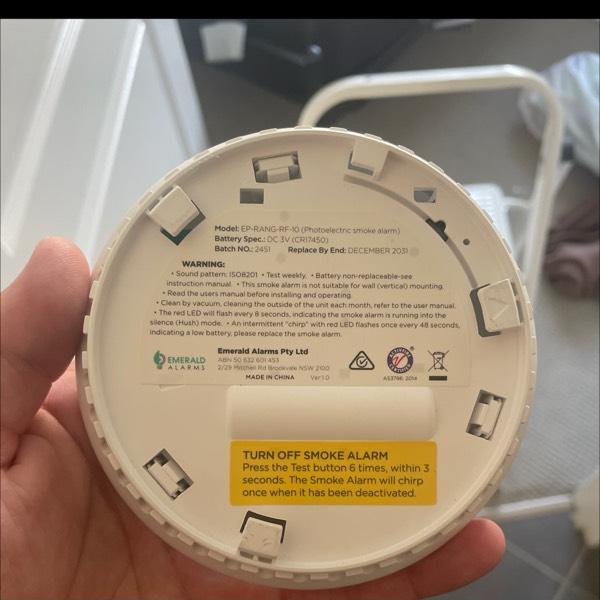 Model: EP-RANG-RF-10 (Photoelectric smoke alarm)
Battery Spec.: DC 3V (CR17450)
Batch NO.: 2451 Replace By End: DECEMBER 2031
WARNING:
• Sound pattern: ISO8201 • Test weekly. • Battery non-replaceable-see
instruction manual. • This smoke alarm is not suitable for wall (vertical) mounting.
• Read the users manual before installing and operating.
• Clean by vacuum, cleaning the outside of the unit each month, refer to the user manual.
• The red LED will flash every 8 seconds, indicating the smoke alarm is turned into the
silence (Hush) mode. • An intermittent "chirp" with red LED flashes once every 48 seconds,
indicating a low battery, please replace the smoke alarm.
EMERALD
ALARMS
Emerald Alarms Pty Ltd
ABN 50 632 601 453
2/29 Mitchell Rd Brookvale NSW 2100
MADE IN CHINA Ver1.0
AS3786: 2014
TURN OFF SMOKE ALARM
Press the Test button 6 times, within 3
seconds. The Smoke Alarm will chirp
once when it has been deactivated.